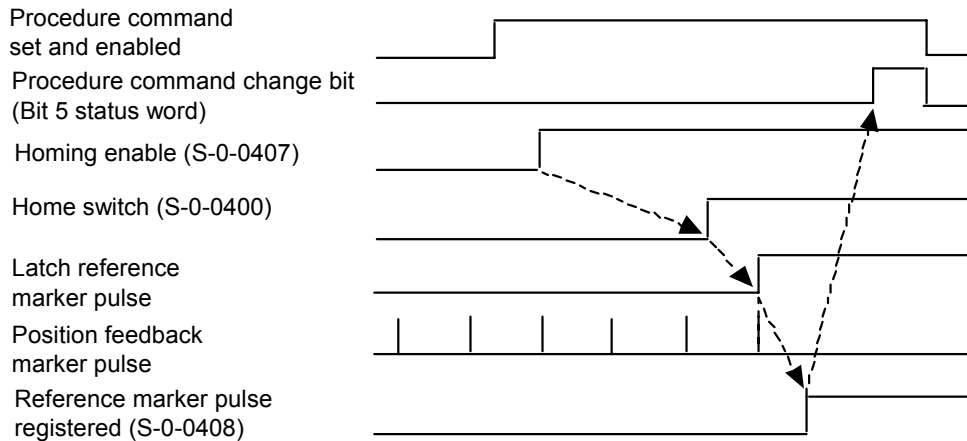 Procedure command
set and enabled
Procedure command change bit
(Bit 5 status word)
Homing enable (S-0-0407)
Home switch (S-0-0400)
Latch reference
marker pulse
Position feedback
marker pulse
Reference marker pulse
registered (S-0-0408)